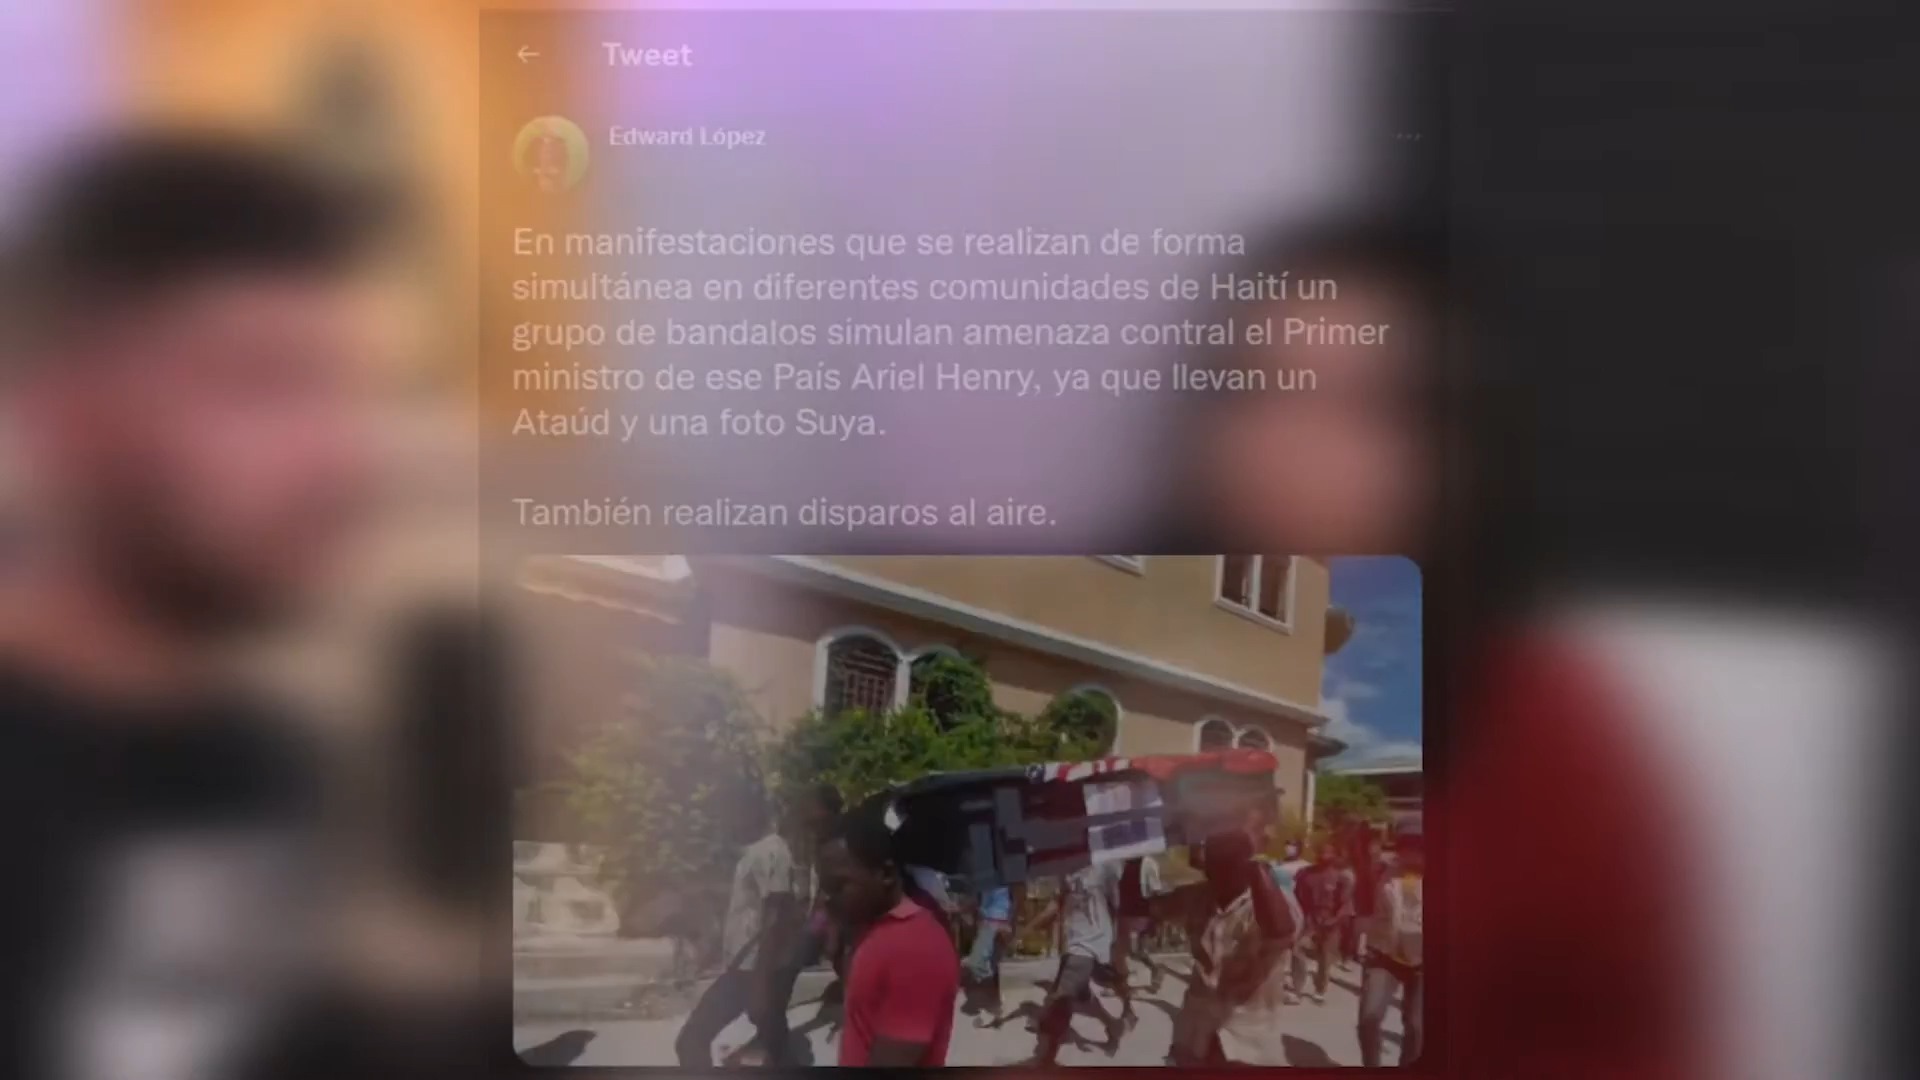 Tweet
Edward López
En manifestaciones que se realizan de forma
simultánea en diferentes comunidades de Haití un
grupo de bandalos simulan amenaza contral el Primer
ministro de ese País Ariel Henry, ya que llevan un
Ataúd y una foto Suya.
También realizan disparos al aire.